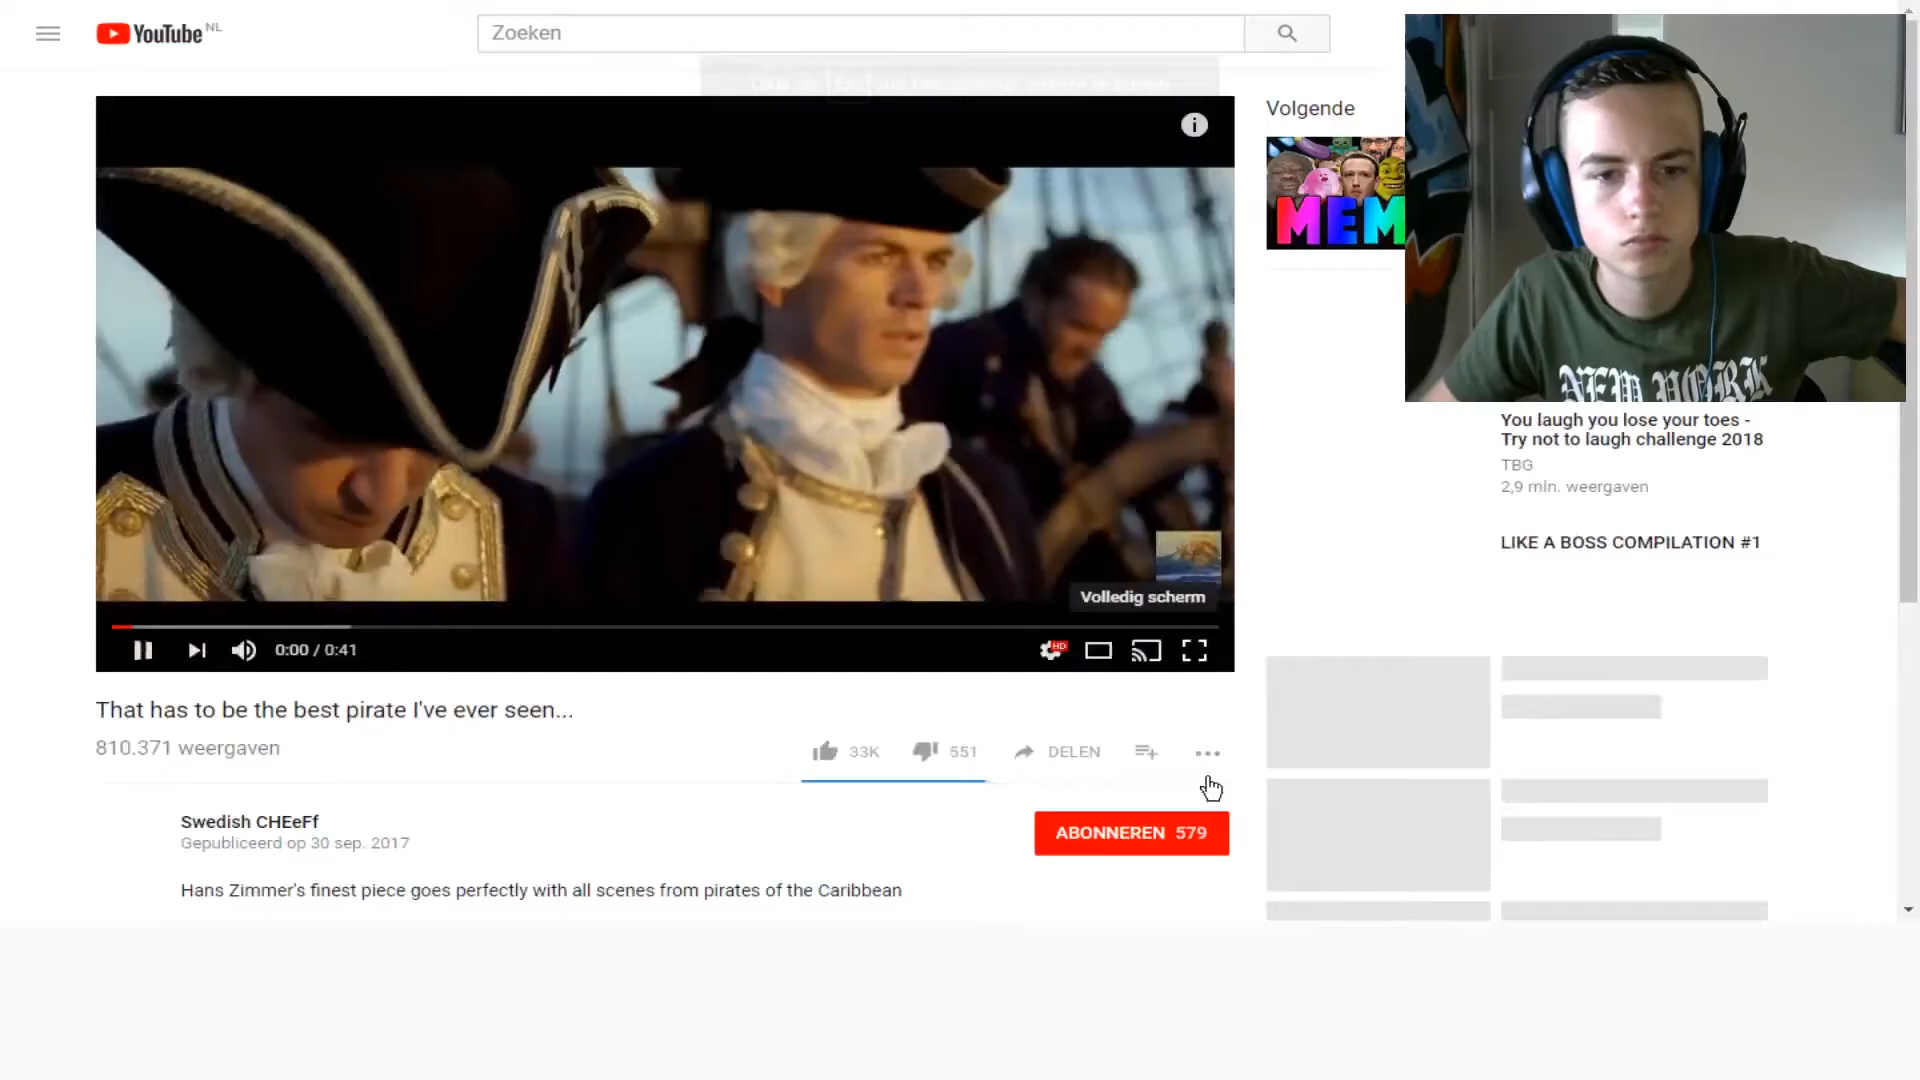 YouTube NL
Zoeken
Volgende
MEM
NEW YORK
You laugh you lose your toes -
Try not to laugh challenge 2018
TBG
2,9 mln. weergaven
LIKE A BOSS COMPILATION #1
Volledig scherm
0:00 / 0:41
HD
That has to be the best pirate I've ever seen...
810.371 weergaven
33K
551
DELEN
Swedish CHEeFf
Gepubliceerd op 30 sep. 2017
ABONNEREN 579
Hans Zimmer's finest piece goes perfectly with all scenes from pirates of the Caribbean